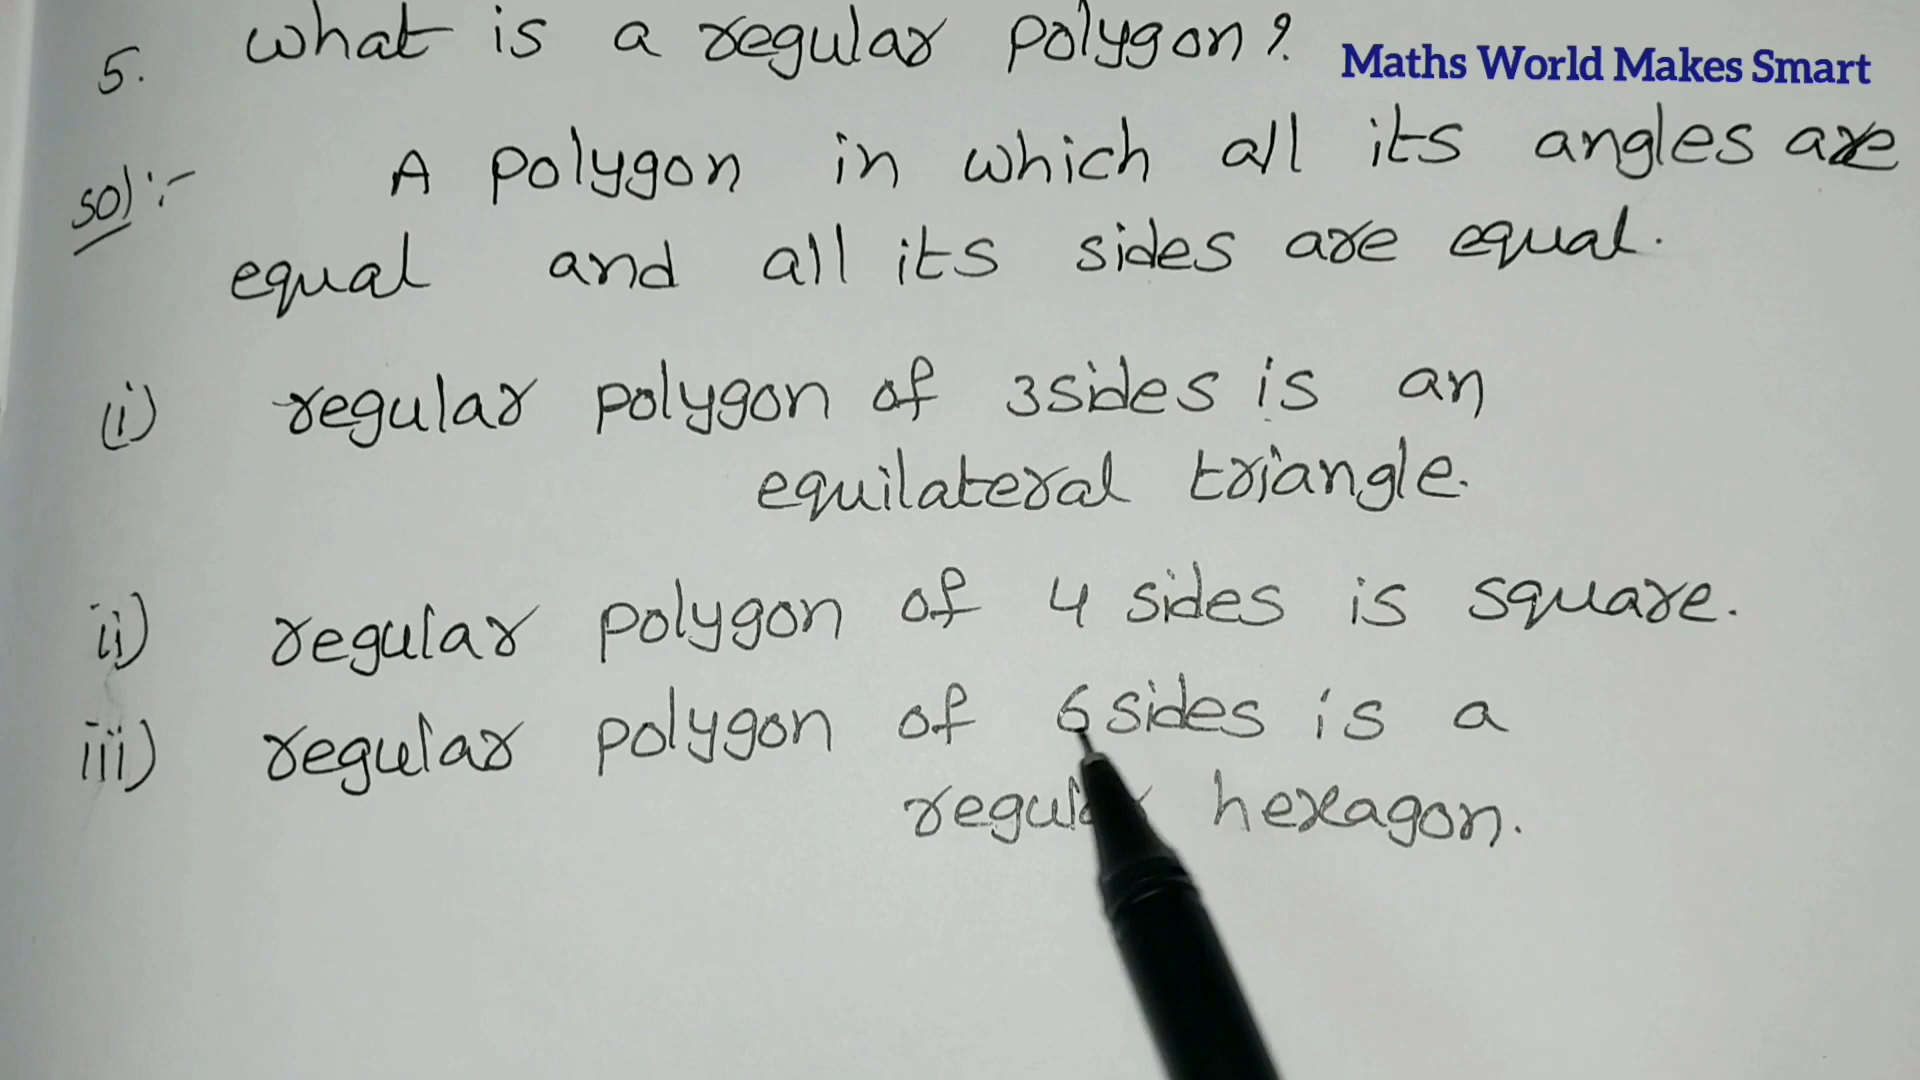 5. what is a regular polygon?
Maths World Makes Smart
sol:- A polygon in which all its angles are
equal and all its sides are equal.
(i) regular polygon of 3sides is an
equilateral triangle.
ii) regular polygon of 4 sides is square.
iii) regular polygon of 6sides is a
regular hexagon.